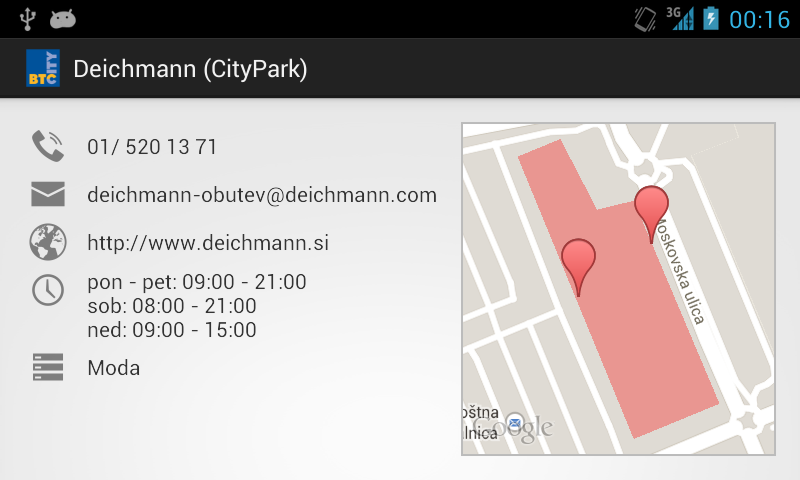 3G 00:16
BTC CITY
Deichmann (CityPark)
01/ 520 13 71
deichmann-obutev@deichmann.com
http://www.deichmann.si
pon - pet: 09:00 - 21:00
sob: 08:00 - 21:00
ned: 09:00 - 15:00
Moda
Moskovska ulica
oštna
lnica
Google